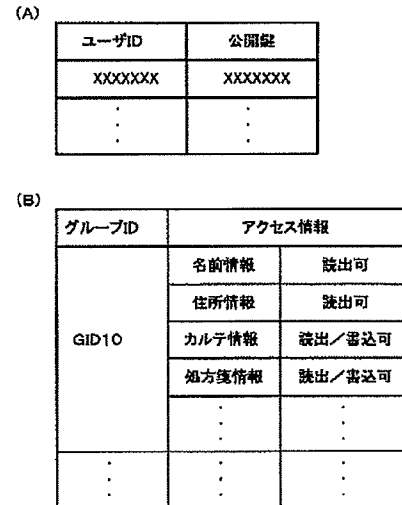 (A)
ユーザID 公開鍵
XXXXXXX XXXXXXX
(B)
グループID アクセス情報
名前情報 読出可
住所情報 読出可
GID10 カルテ情報 読出/書込可
処方箋情報 読出/書込可